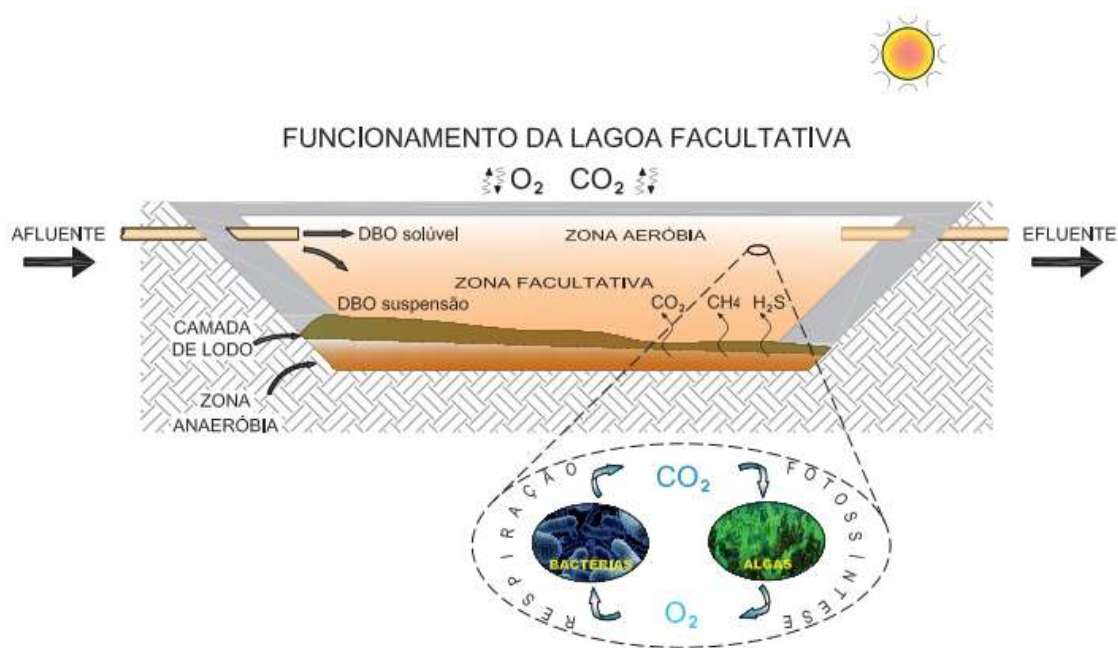 FUNCIONAMENTO DA LAGOA FACULTATIVA
O₂ CO₂
AFLUENTE
DBO solúvel
ZONA AERÓBIA
EFLUENTE
ZONA FACULTATIVA
DBO suspensão
CO₂ CH4 H₂S
CAMADA
DE LODO
ZONA
ANAERÓBIA
RESPIRAÇÃO
CO₂
FOTOSSÍNTESE
BACTÉRIAS
ALGAS
O₂